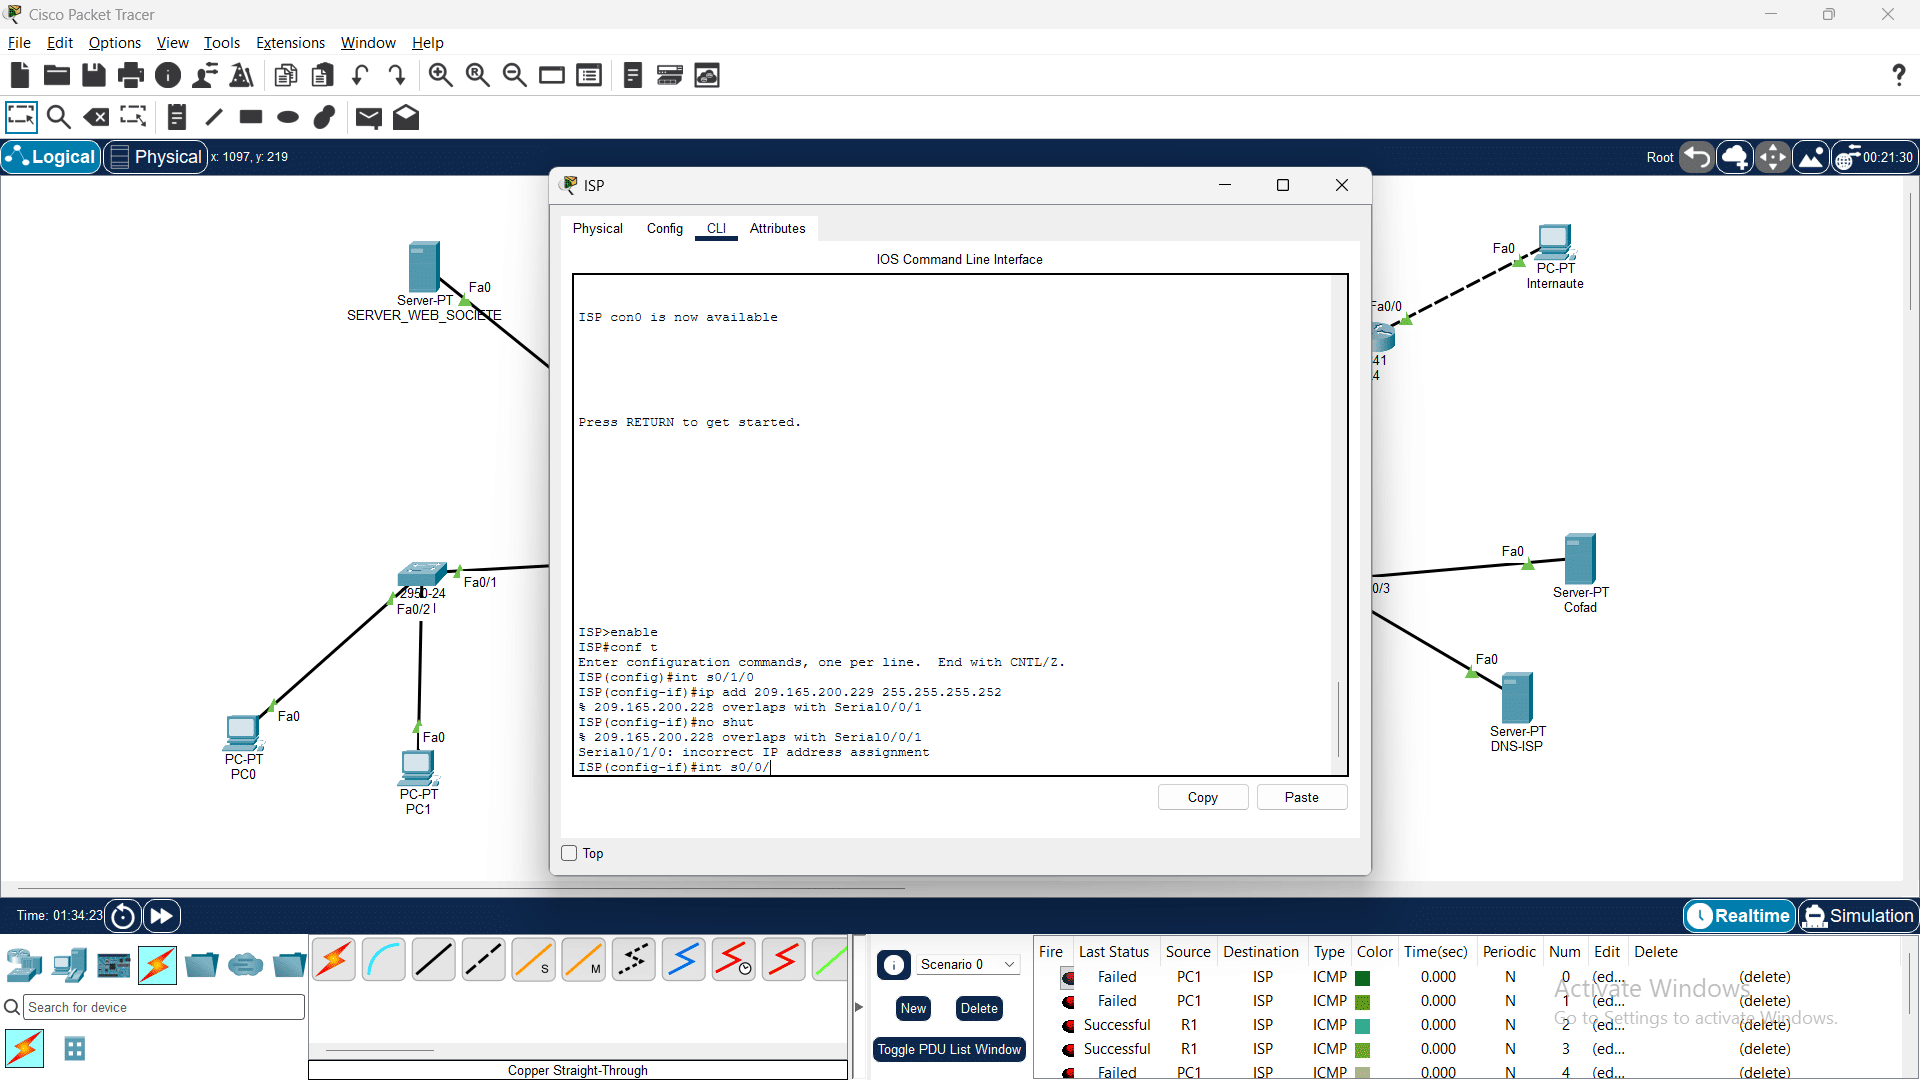 Cisco Packet Tracer
File Edit Options View Tools Extensions Window Help
Logical Physical x: 1097, y: 219 Root 00:21:30
ISP
Physical Config CLI Attributes
IOS Command Line Interface
ISP con0 is now available
Press RETURN to get started.
ISP>enable
ISP#conf t
Enter configuration commands, one per line. End with CNTL/Z.
ISP(config)#int s0/1/0
ISP(config-if)#ip add 209.165.200.229 255.255.255.252
% 209.165.200.228 overlaps with Serial0/0/1
ISP(config-if)#no shut
% 209.165.200.228 overlaps with Serial0/0/1
Serial0/1/0: incorrect IP address assignment
ISP(config-if)#int s0/0/
Copy Paste
Top
Fa0
Server-PT
SERVER_WEB_SOCIETE
Fa0/1
2950-24
Fa0/2
Fa0
PC-PT
PC0
Fa0
PC-PT
PC1
Fa0
PC-PT
Internaute
Fa0/0
41
4
Fa0
0/3
Server-PT
Cofad
Fa0
Server-PT
DNS-ISP
Time: 01:34:23 Realtime Simulation
Search for device
S M
Copper Straight-Through
Scenario 0
New Delete
Toggle PDU List Window
Fire Last Status Source Destination Type Color Time(sec) Periodic Num Edit Delete
Failed PC1 ISP ICMP 0.000 N 0 (ed... (delete)
Failed PC1 ISP ICMP 0.000 N 1 (ed... (delete)
Successful R1 ISP ICMP 0.000 N 2 (ed... (delete)
Successful R1 ISP ICMP 0.000 N 3 (ed... (delete)
Failed PC1 ISP ICMP 0.000 N 4 (ed... (delete)
Activate Windows
Go to Settings to activate Windows.